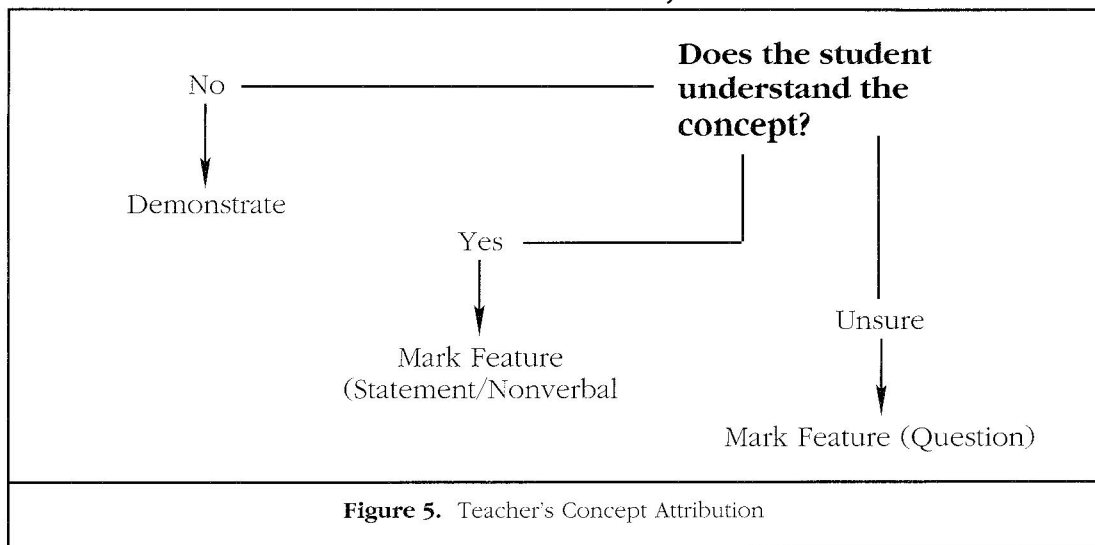 Does the student
understand the
concept?
No
Demonstrate
Yes
Mark Feature
(Statement/Nonverbal
Unsure
Mark Feature (Question)
Figure 5. Teacher's Concept Attribution